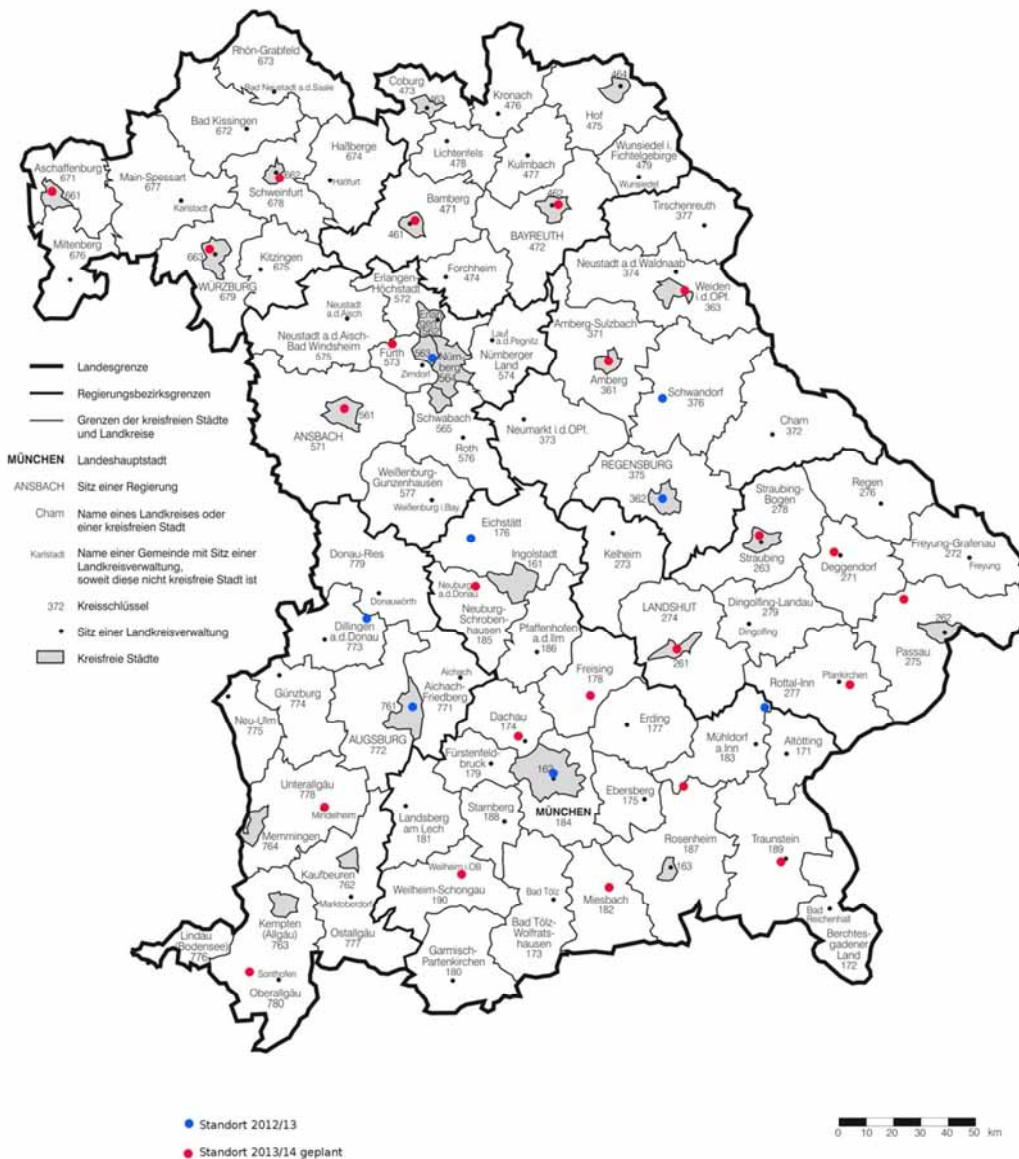 Rhön-Grabfeld
673
Bad Neustadt a.d.Saale
Bad Kissingen
672
Coburg
473
463
Kronach
476
464
Hof
475
Aschaffenburg
671
661
Main-Spessart
677
Karlstadt
662
Schweinfurt
678
Haßberge
674
Haßfurt
Lichtenfels
478
Kulmbach
477
Wunsiedel i.
Fichtelgebirge
479
Wunsiedel
Miltenberg
676
663
WÜRZBURG
679
Kitzingen
675
Bamberg
471
461
462
BAYREUTH
472
Tirschenreuth
377
Forchheim
474
Neustadt a.d.Waldnaab
374
Weiden
i.d.OPf.
363
Erlangen-
Höchstadt
572
Neustadt
a.d.Aisch
Neustadt a.d.Aisch-
Bad Windsheim
575
Fürth
573
563
Zirndorf
Nürn-
berg
564
Lauf
a.d.Pegnitz
Nürnberger
Land
574
Amberg-Sulzbach
371
Amberg
361
Schwandorf
376
Cham
372
561
ANSBACH
571
Schwabach
565
Roth
576
Neumarkt i.d.OPf.
373
REGENSBURG
375
362
Weißenburg-
Gunzenhausen
577
Weißenburg i.Bay.
Straubing-
Bogen
278
Straubing
263
Regen
276
Deggendorf
271
Freyung-Grafenau
272
Freyung
Eichstätt
176
Ingolstadt
161
Kelheim
273
Donau-Ries
779
Donauwörth
Neuburg
a.d.Donau
Neuburg-
Schrobenhausen
185
Pfaffenhofen
a.d.Ilm
186
LANDSHUT
274
261
Dingolfing-Landau
279
Dingolfing
262
Passau
275
Dillingen
a.d.Donau
773
Aichach
Aichach-
Friedberg
771
Freising
178
Rottal-Inn
277
Pfarrkirchen
Günzburg
774
Neu-Ulm
775
761
AUGSBURG
772
Dachau
174
Erding
177
Mühldorf
a.Inn
183
Altötting
171
Fürstenfeld-
bruck
179
162
MÜNCHEN
184
Ebersberg
175
Unterallgäu
778
Mindelheim
Memmingen
764
Landsberg
am Lech
181
Starnberg
188
Rosenheim
187
163
Traunstein
189
Kaufbeuren
762
Marktoberdorf
Weilheim i.OB
Weilheim-Schongau
190
Bad Tölz
Bad Tölz-
Wolfrats-
hausen
173
Miesbach
182
Bad
Reichenhall
Berchtes-
gadener
Land
172
Kempten
(Allgäu)
763
Ostallgäu
777
Lindau
(Bodensee)
776
Sonthofen
Oberallgäu
780
Garmisch-
Partenkirchen
180
Landesgrenze
Regierungsbezirksgrenzen
Grenzen der kreisfreien Städte
und Landkreise
MÜNCHEN Landeshauptstadt
ANSBACH Sitz einer Regierung
Cham Name eines Landkreises oder
einer kreisfreien Stadt
Karlstadt Name einer Gemeinde mit Sitz einer
Landkreisverwaltung,
soweit diese nicht kreisfreie Stadt ist
372 Kreisschlüssel
Sitz einer Landkreisverwaltung
Kreisfreie Städte
Standort 2012/13
Standort 2013/14 geplant
0 10 20 30 40 50 km